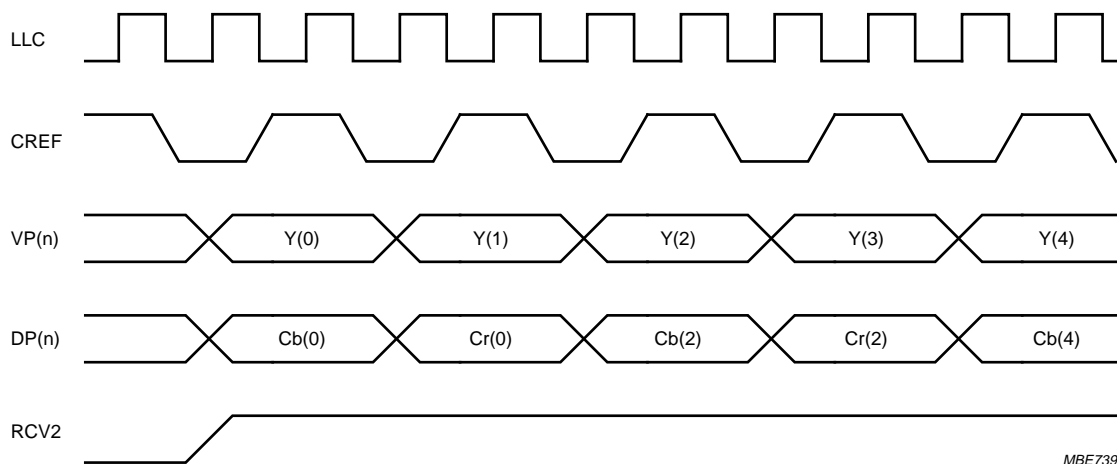 LLC
CREF
VP(n) Y(0) Y(1) Y(2) Y(3) Y(4)
DP(n) Cb(0) Cr(0) Cb(2) Cr(2) Cb(4)
RCV2
MBE739